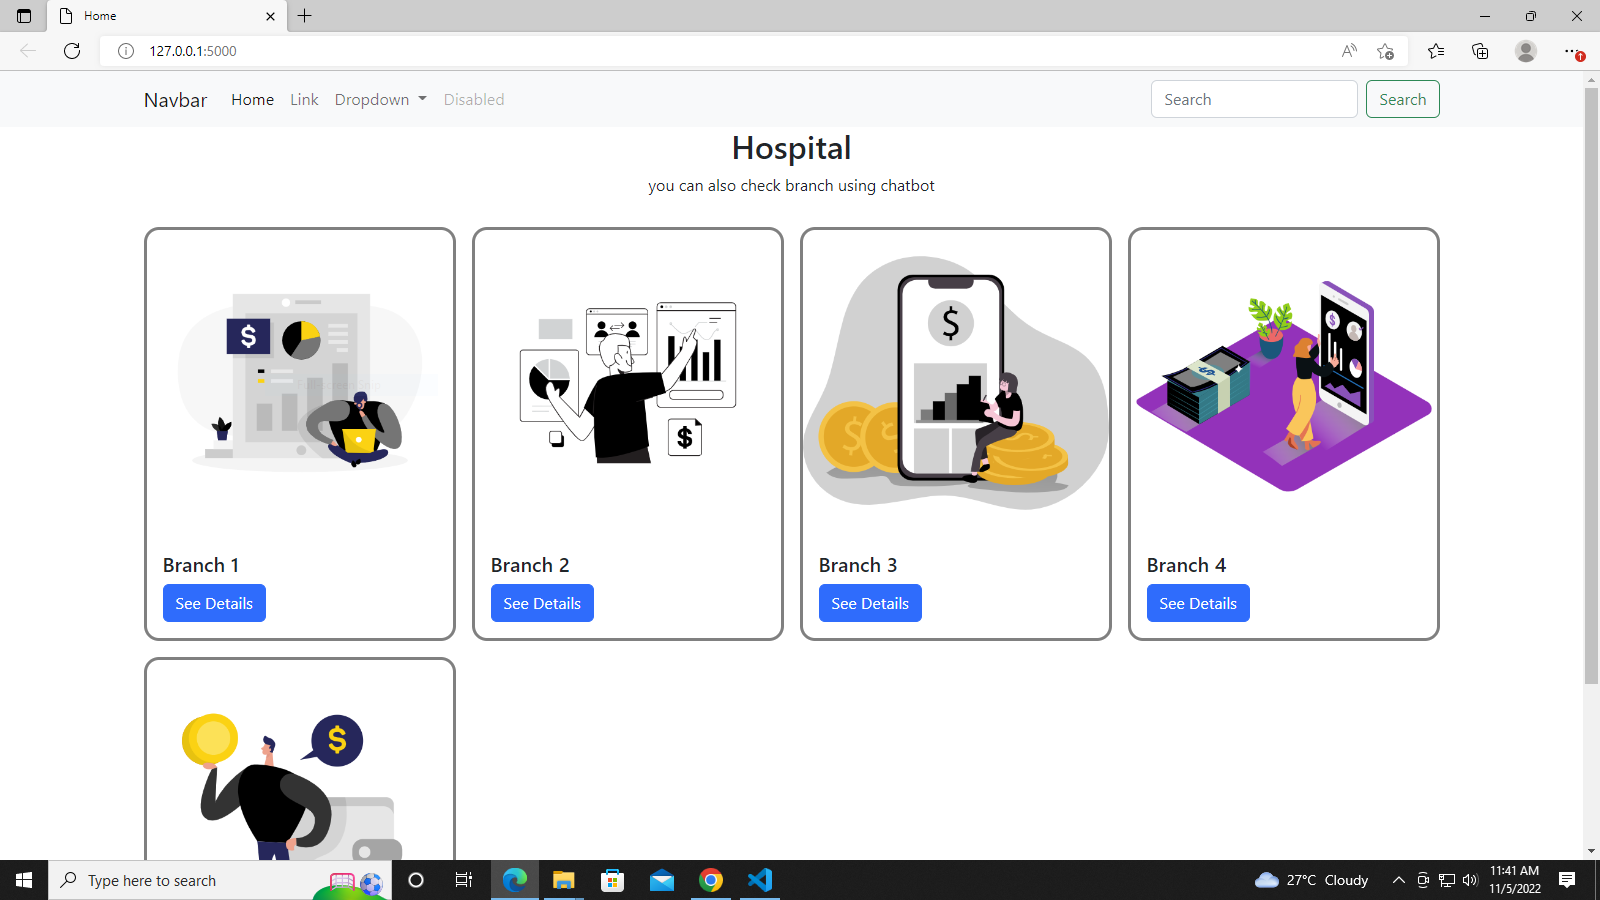 Home
127.0.0.1:5000
Navbar Home Link Dropdown Disabled Search Search
Hospital
you can also check branch using chatbot
$
$
$
$
$
$
Branch 1
See Details
Branch 2
See Details
Branch 3
See Details
Branch 4
See Details
$
Type here to search
27°C Cloudy
11:41 AM
11/5/2022